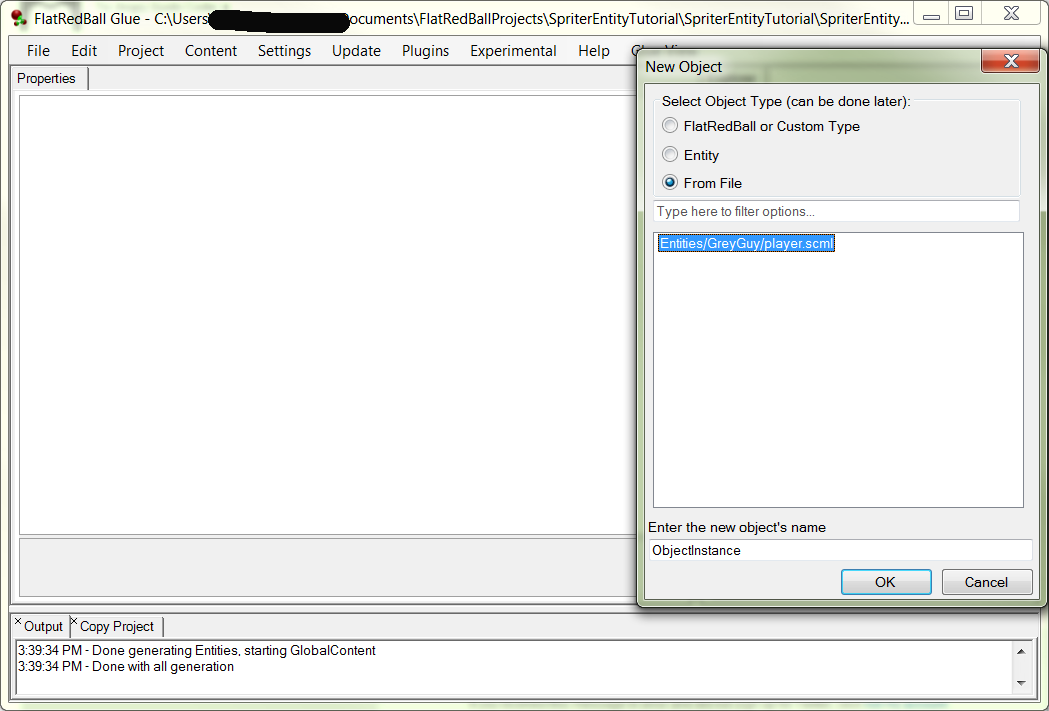 FlatRedBall Glue - C:\Users ocuments\FlatRedBallProjects\SpriterEntityTutorial\SpriterEntityTutorial\SpriterEntity...
File Edit Project Content Settings Update Plugins Experimental Help
Properties
New Object
Select Object Type (can be done later):
FlatRedBall or Custom Type
Entity
From File
Type here to filter options...
Entities/GreyGuy/player.scml
Enter the new object's name
ObjectInstance
OK Cancel
Output Copy Project
3:39:34 PM - Done generating Entities, starting GlobalContent
3:39:34 PM - Done with all generation